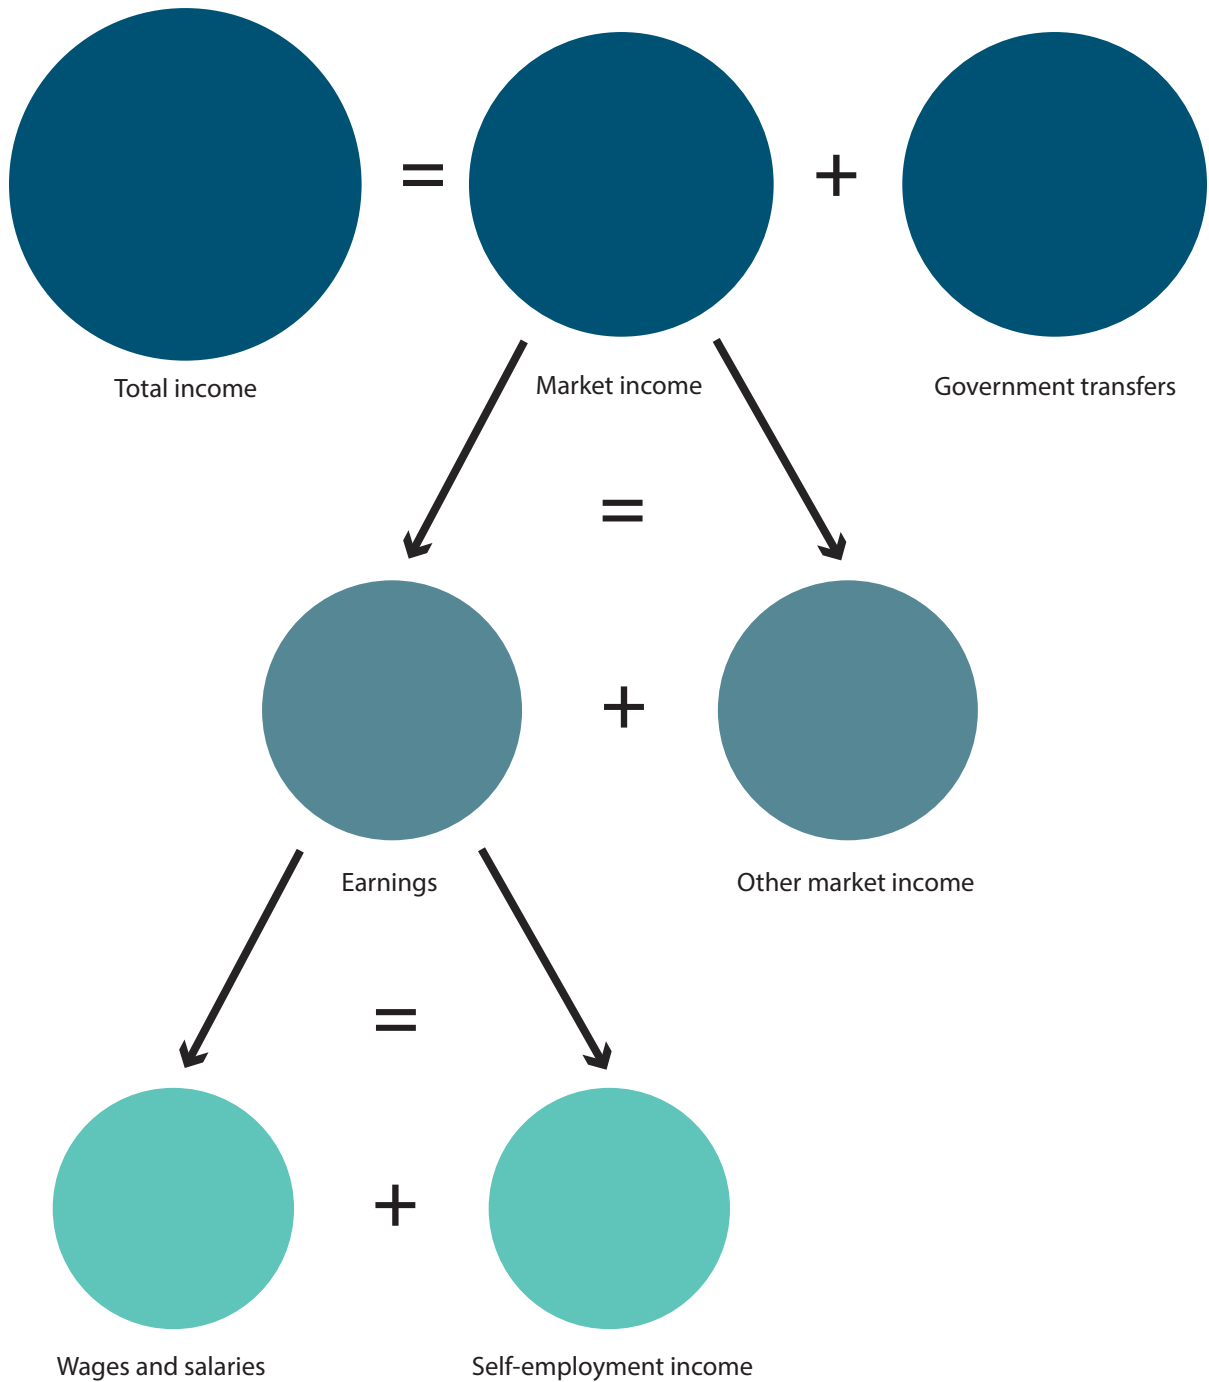 =
+
Total income
Market income
Government transfers
=
+
Earnings
Other market income
=
+
Wages and salaries
Self-employment income